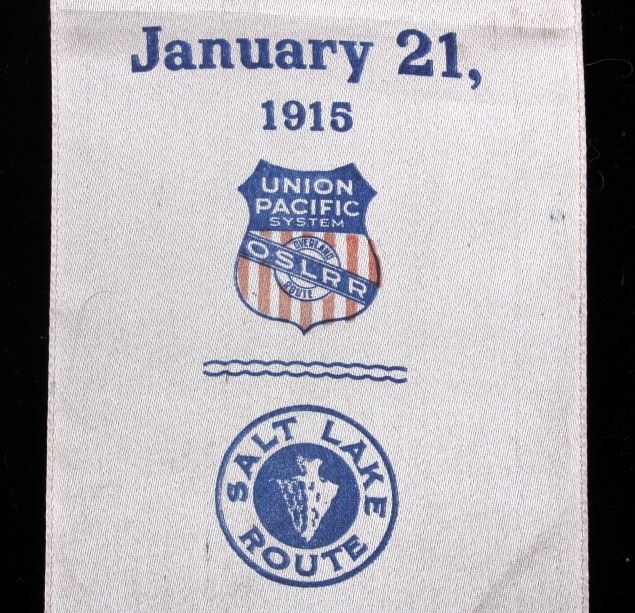 January 21,
1915
UNION
PACIFIC
SYSTEM
OVERLAND
OSLRR
ROUTE
SALT LAKE
ROUTE